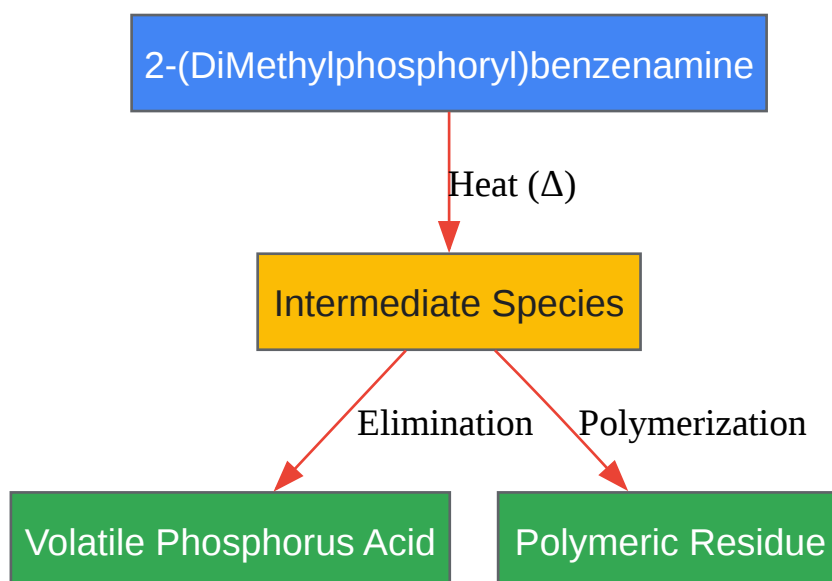 2-(DiMethylphosphoryl)benzenamine
Heat (Δ)
Intermediate Species
Elimination
Polymerization
Volatile Phosphorus Acid
Polymeric Residue